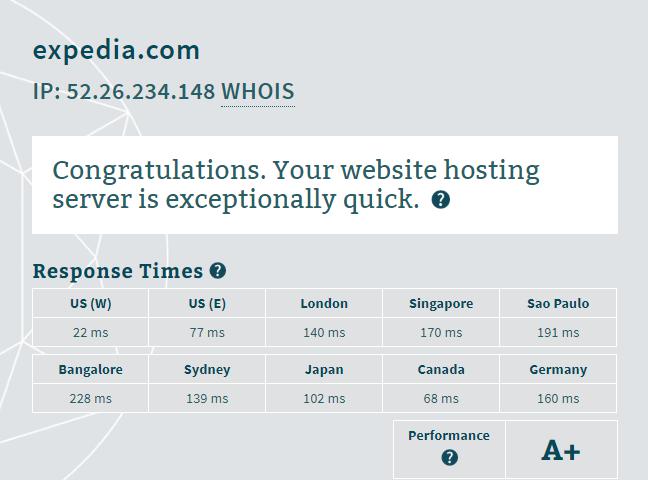 expedia.com
IP: 52.26.234.148 WHOIS
Congratulations. Your website hosting
server is exceptionally quick. ?
Response Times ?
US (W) US (E) London Singapore Sao Paulo
22 ms 77 ms 140 ms 170 ms 191 ms
Bangalore Sydney Japan Canada Germany
228 ms 139 ms 102 ms 68 ms 160 ms
Performance
? A+